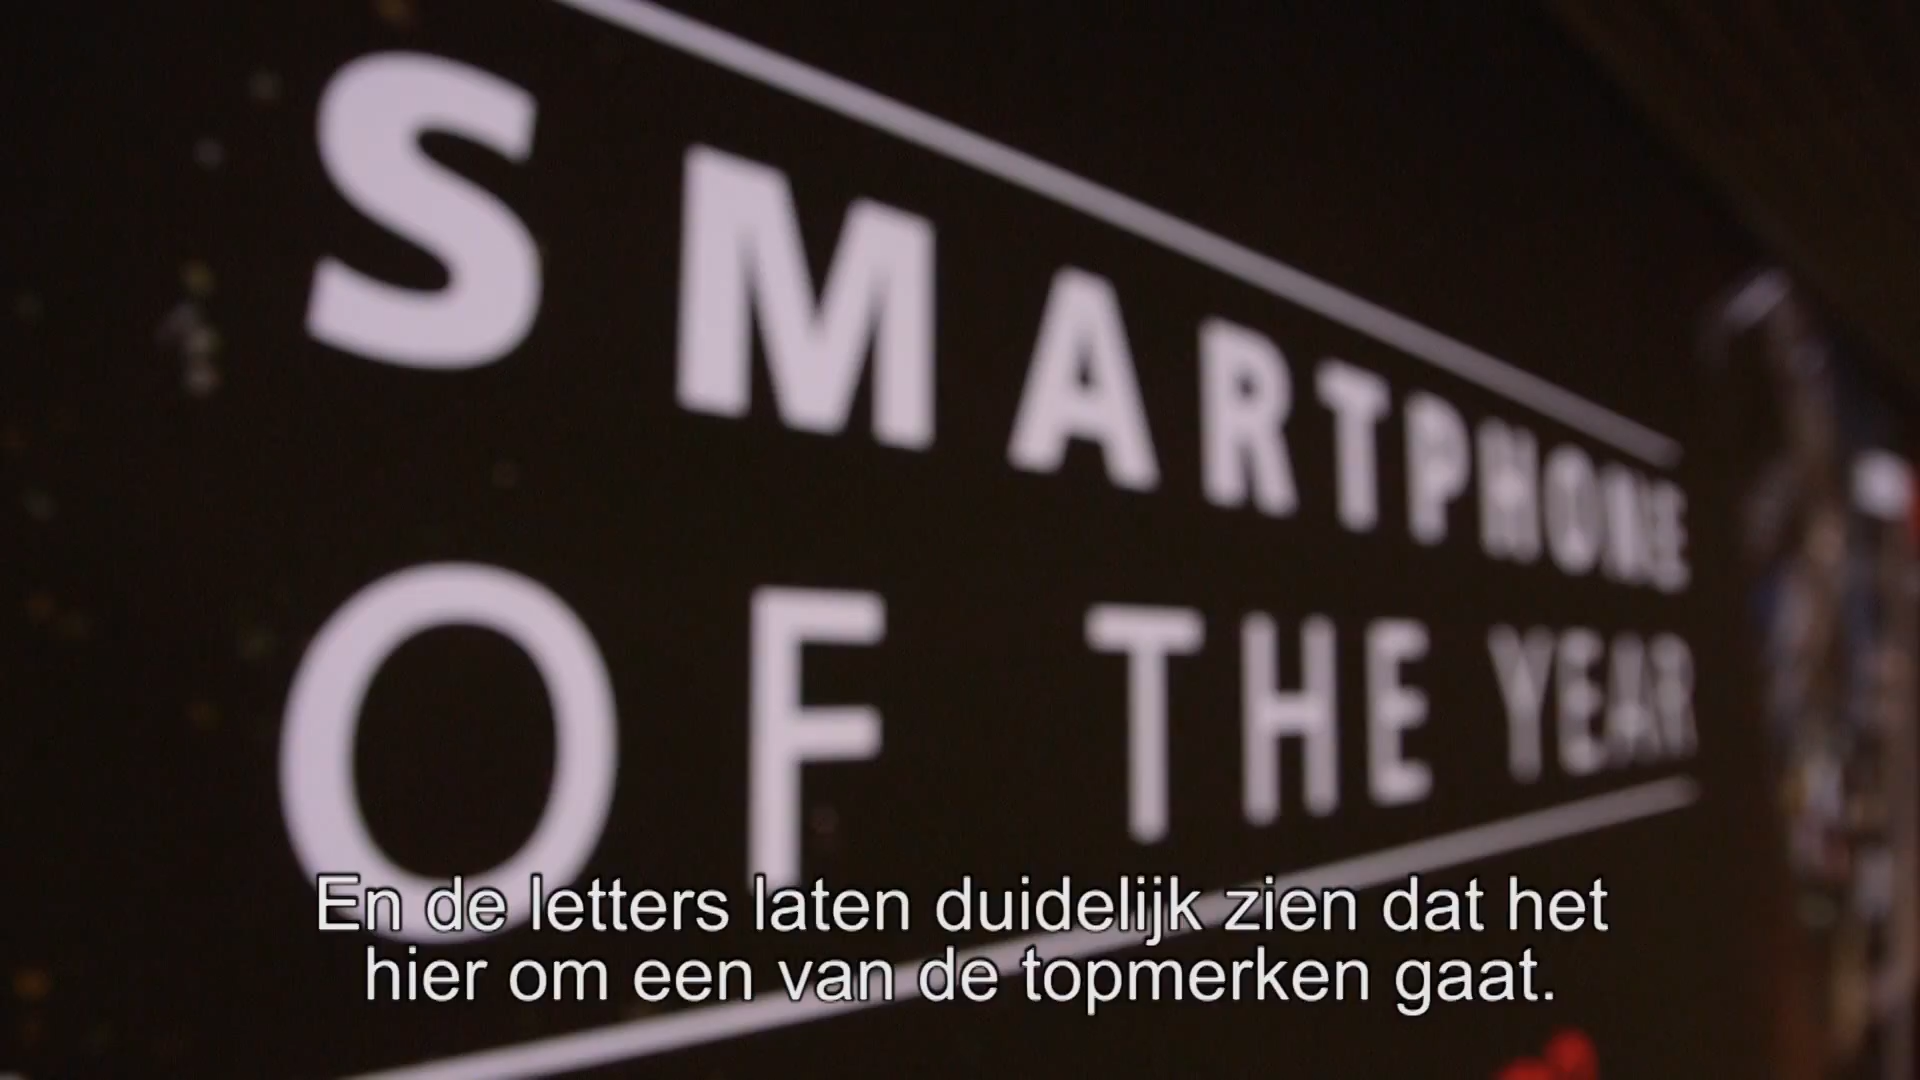 SMARTPHONE
OF THE YEAR
En de letters laten duidelijk zien dat het
hier om een van de topmerken gaat.